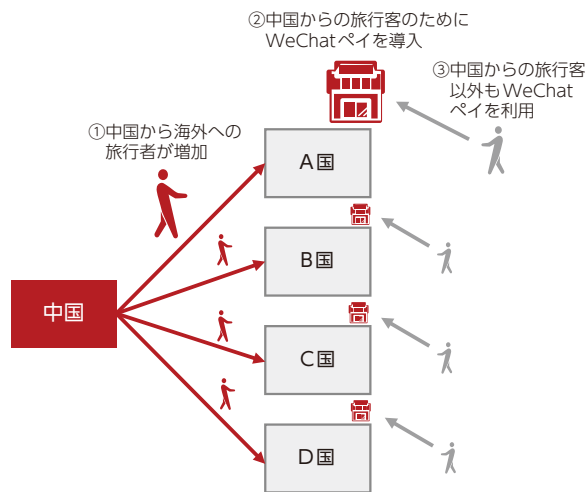 ②中国からの旅行客のために
WeChatペイを導入
③中国からの旅行客
以外もWeChat
ペイを利用
①中国から海外への
旅行者が増加
A国
B国
中国
C国
D国